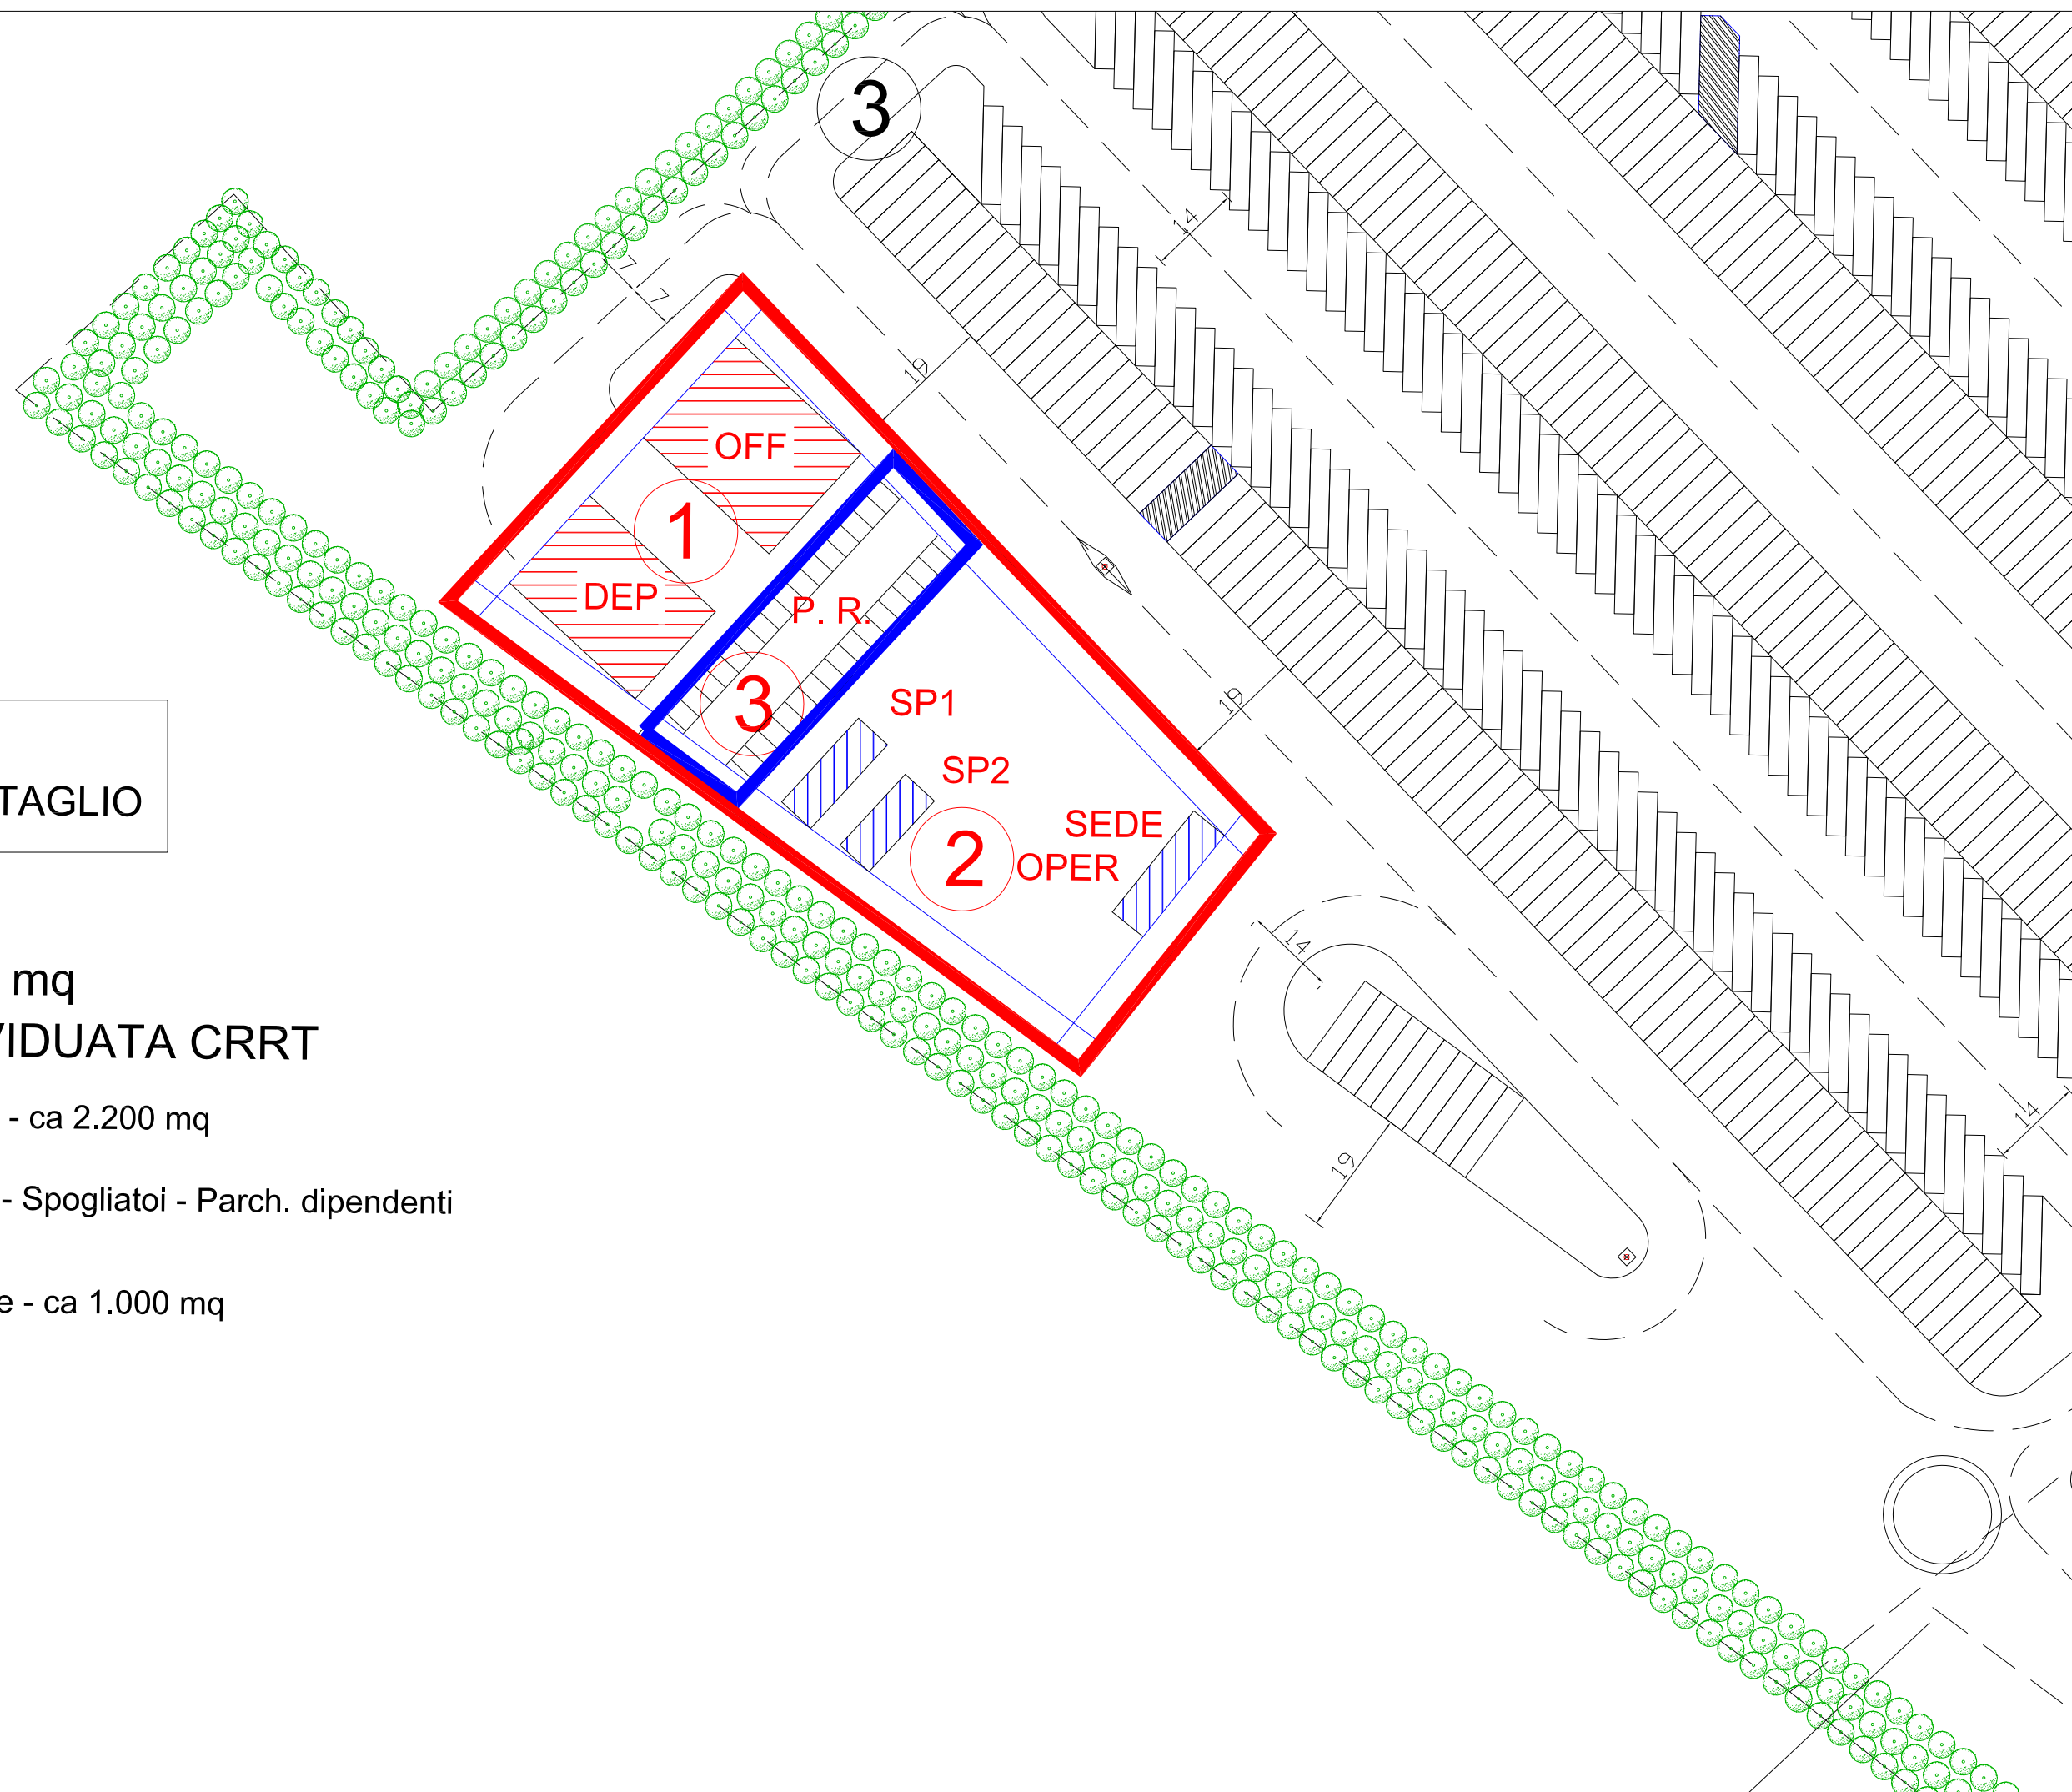 3
14
7
7
19
OFF
1
DEP
P. R.
3
SP1
19
SP2
SEDE
OPER
2
TAGLIO
14
mq
VIDUATA CRRT
- ca 2.200 mq
14
19
- Spogliatoi - Parch. dipendenti
e - ca 1.000 mq